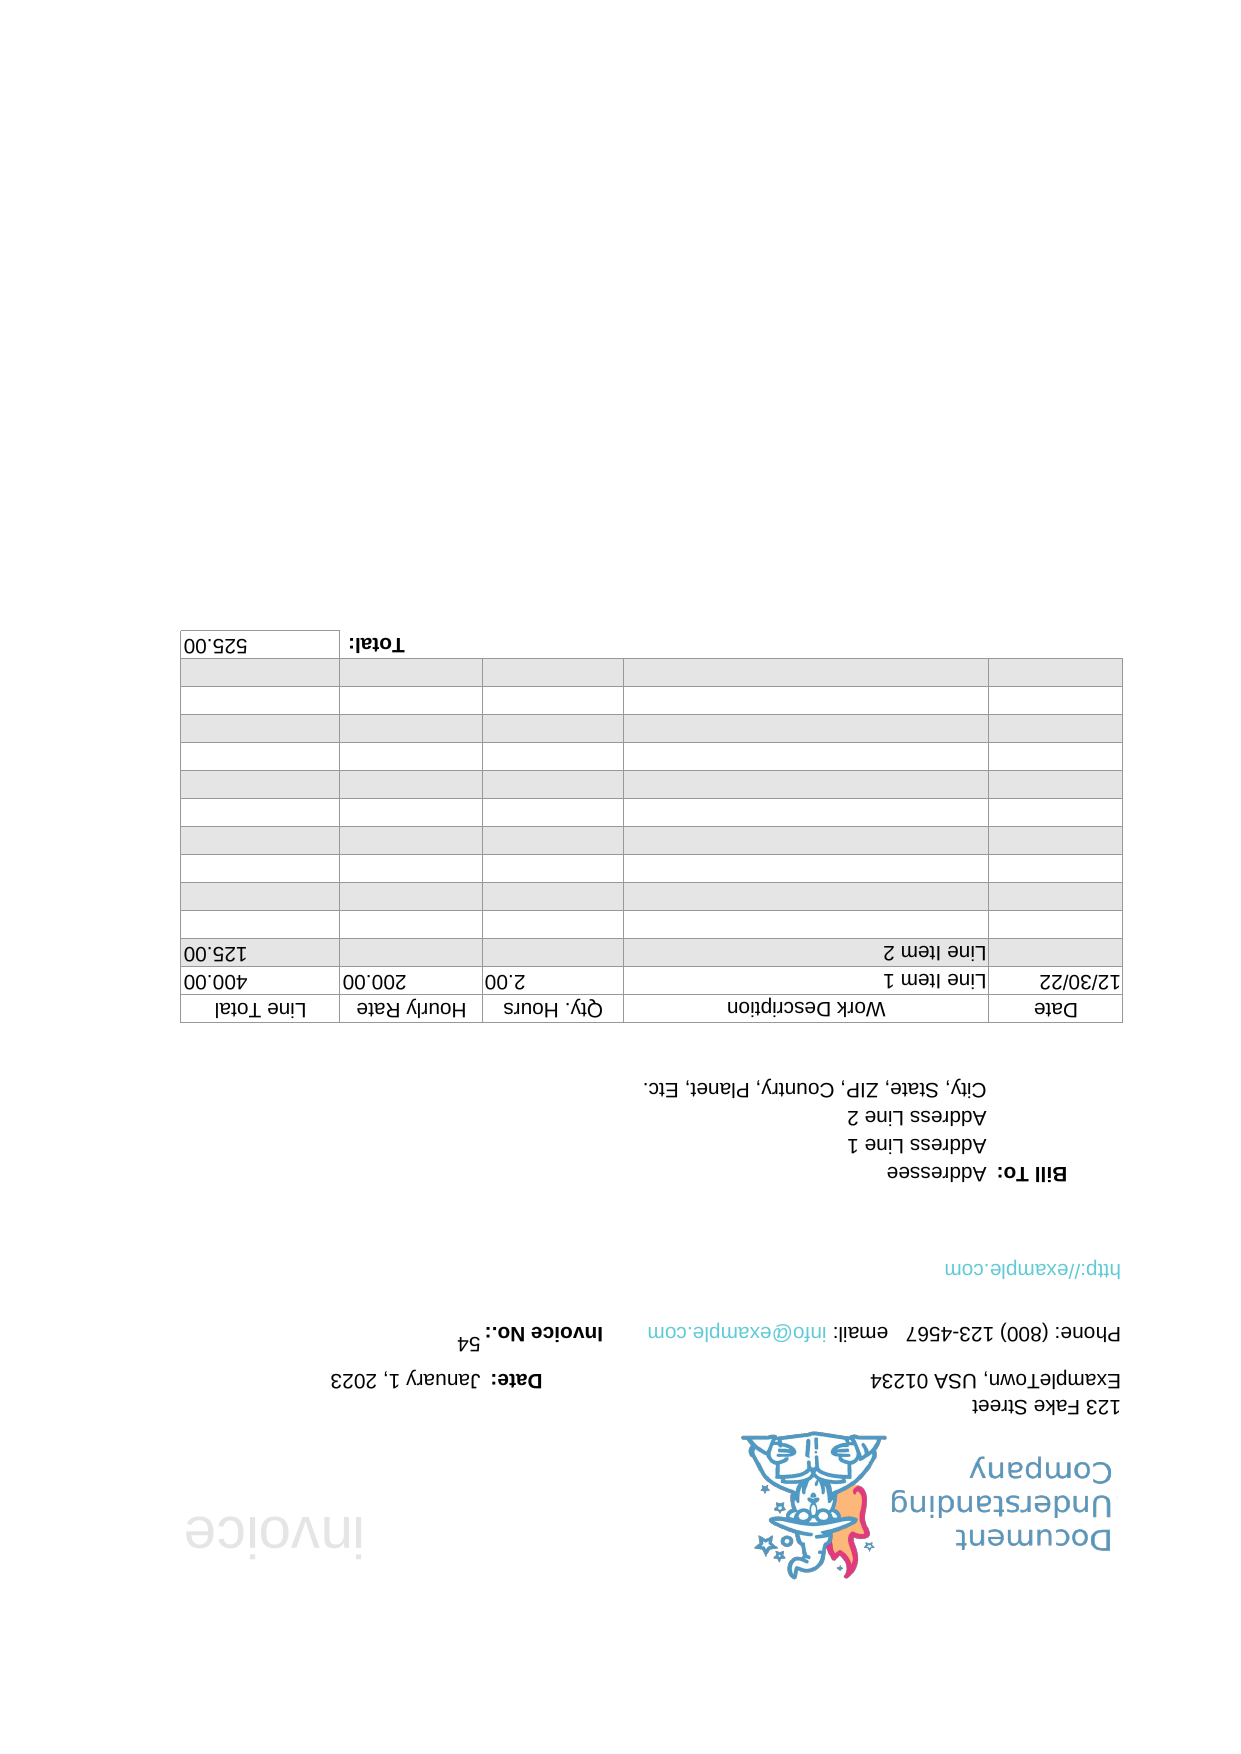 Document
Understanding
Company
invoice
123 Fake Street
ExampleTown, USA 01234
Date: January 1, 2023
Phone: (800) 123-4567 email: info@example.com
Invoice No.: 54
http://example.com
Bill To: Addressee
Address Line 1
Address Line 2
City, State, ZIP, Country, Planet, Etc.
Date Work Description Qty. Hours Hourly Rate Line Total
12/30/22 Line Item 1 2.00 200.00 400.00
Line Item 2 125.00
Total: 525.00